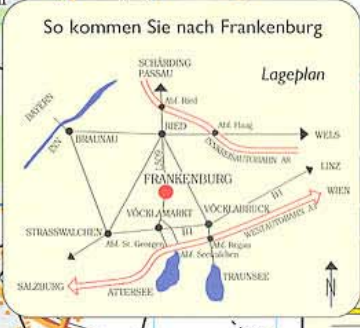 So kommen Sie nach Frankenburg
SCHÄRDING
PASSAU
Lageplan
BAYERN
INN
Abf. Ried
Abf. Haag
BRAUNAU
RIED
WELS
INNKREISAUTOBAHN A8
LINZ
FRANKENBURG
WIEN
VÖCKLAMARKT
VÖCKLABRUCK
B1
STRASSWALCHEN
B1
WESTAUTOBAHN A1
Abf. St. Georgen
Abf. Regau
Abf. Seewalchen
SALZBURG
ATTERSEE
TRAUNSEE
N